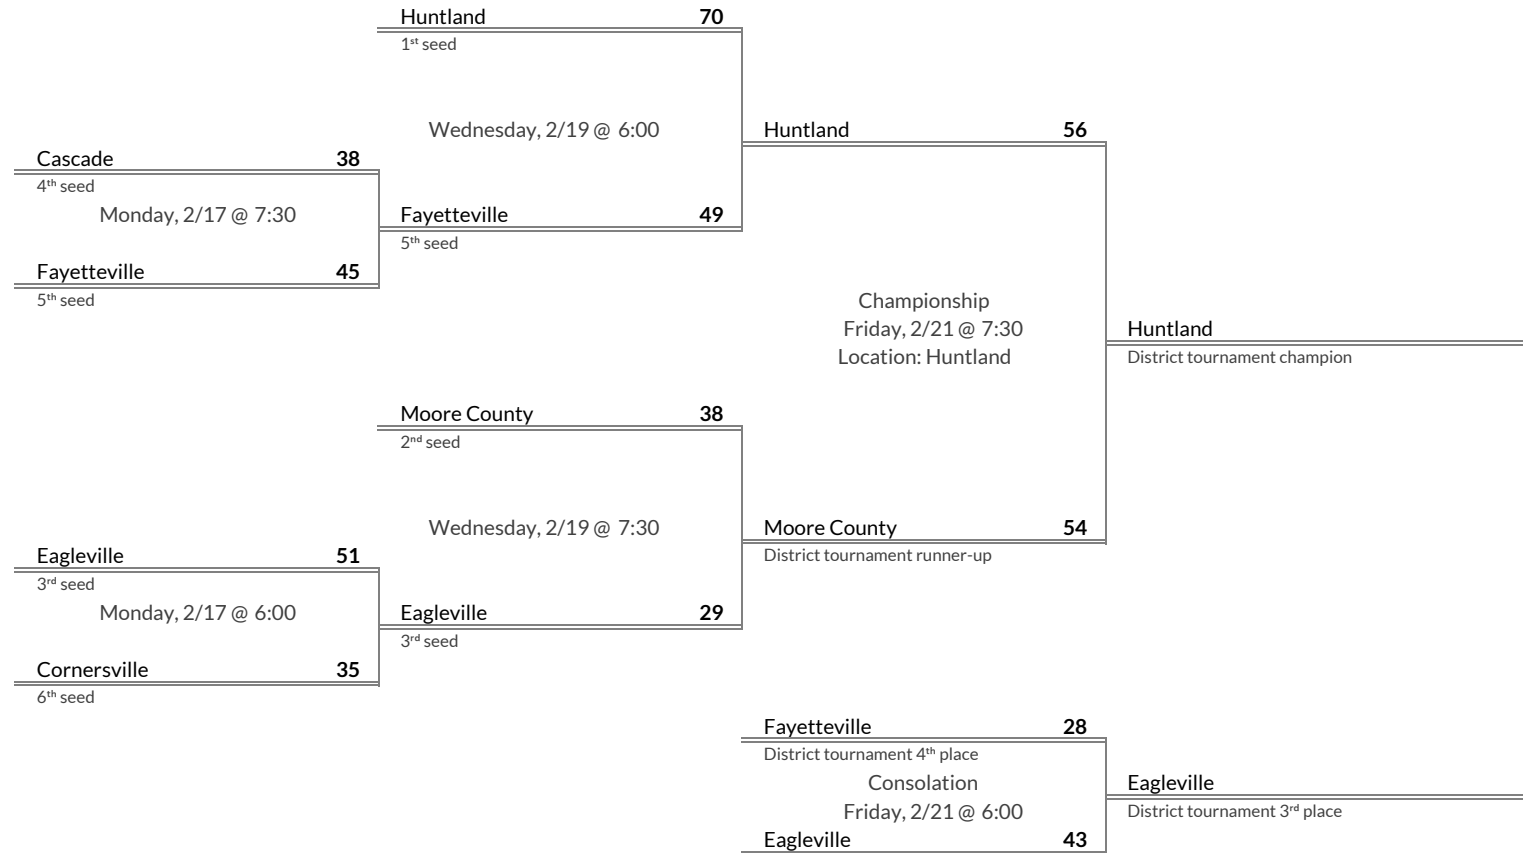 Huntland 70
1st seed
Wednesday, 2/19 @ 6:00
Huntland 56
Cascade 38
4th seed
Monday, 2/17 @ 7:30
Fayetteville 49
5th seed
Fayetteville 45
5th seed
Championship
Friday, 2/21 @ 7:30
Location: Huntland
Huntland
District tournament champion
Moore County 38
2nd seed
Wednesday, 2/19 @ 7:30
Moore County 54
District tournament runner-up
Eagleville 51
3rd seed
Monday, 2/17 @ 6:00
Eagleville 29
3rd seed
Cornersville 35
6th seed
Fayetteville 28
District tournament 4th place
Consolation
Friday, 2/21 @ 6:00
Eagleville
District tournament 3rd place
Eagleville 43